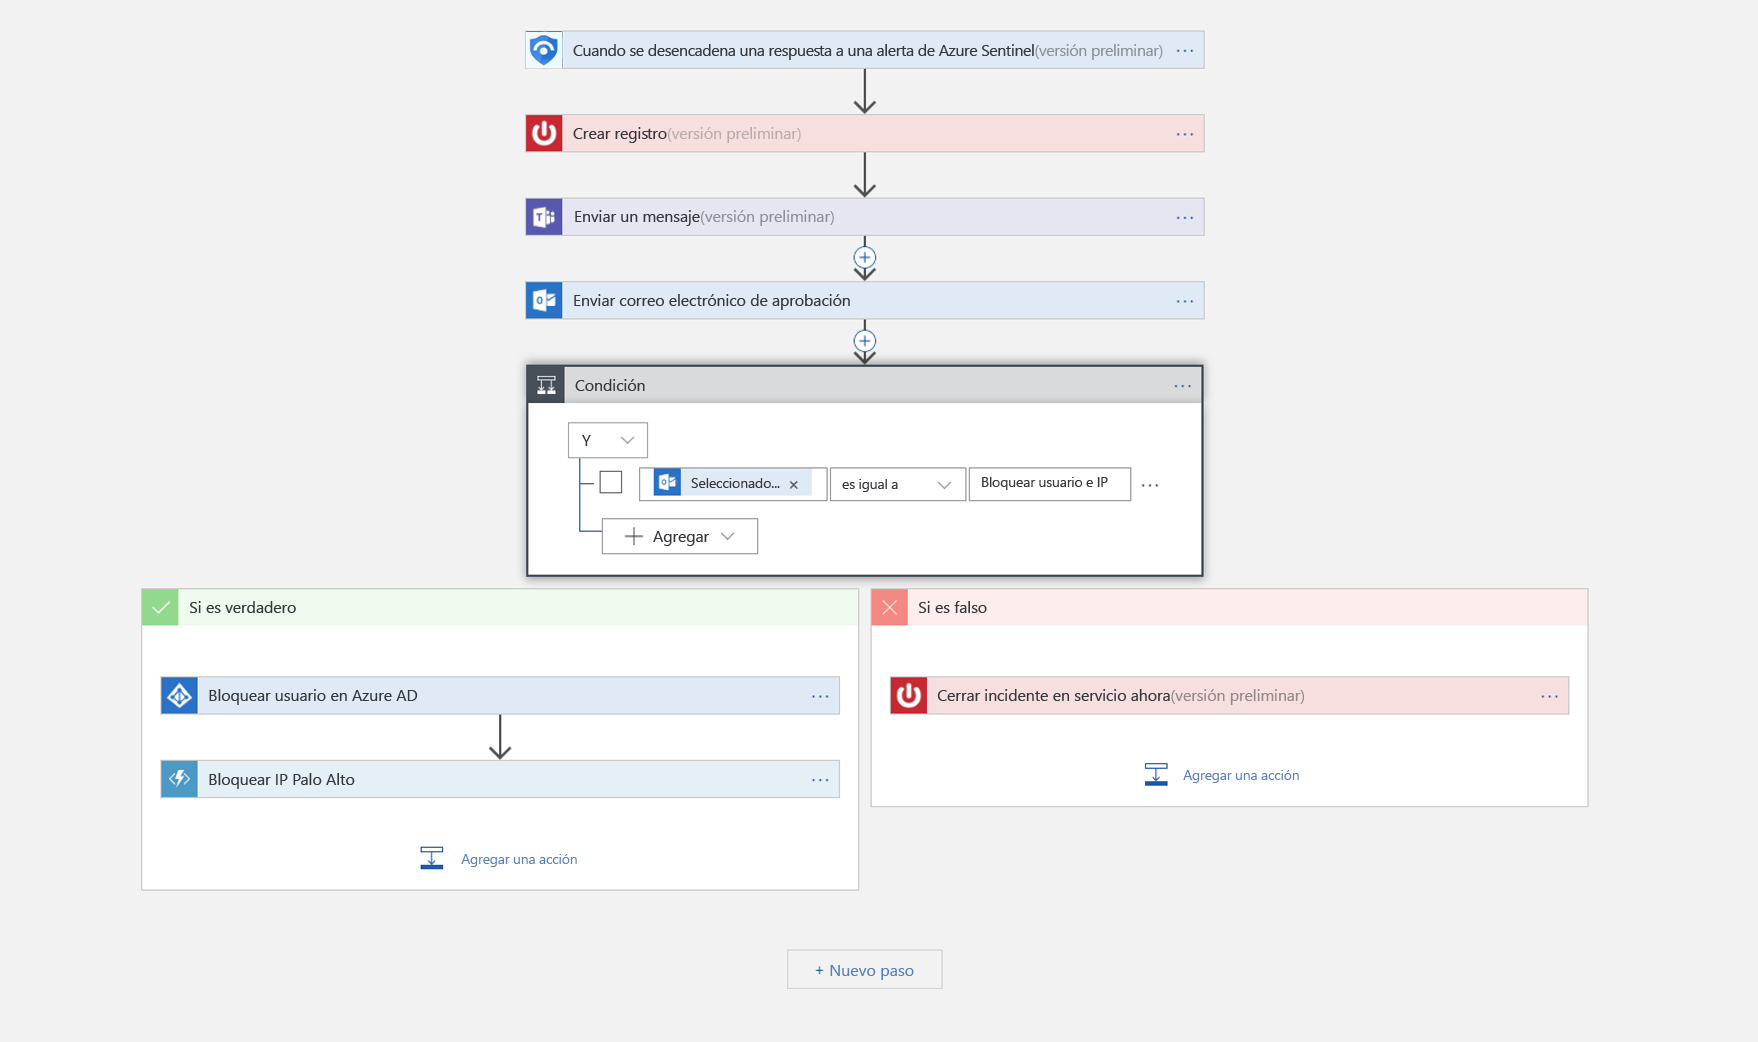 Cuando se desencadena una respuesta a una alerta de Azure Sentinel(versión preliminar) ...
Crear registro(versión preliminar) ...
Enviar un mensaje(versión preliminar) ...
Enviar correo electrónico de aprobación ...
Condición ...
Y
Seleccionado... × es igual a Bloquear usuario e IP ...
+ Agregar
Si es verdadero
Bloquear usuario en Azure AD ...
Bloquear IP Palo Alto ...
Agregar una acción
Si es falso
Cerrar incidente en servicio ahora(versión preliminar) ...
Agregar una acción
+ Nuevo paso